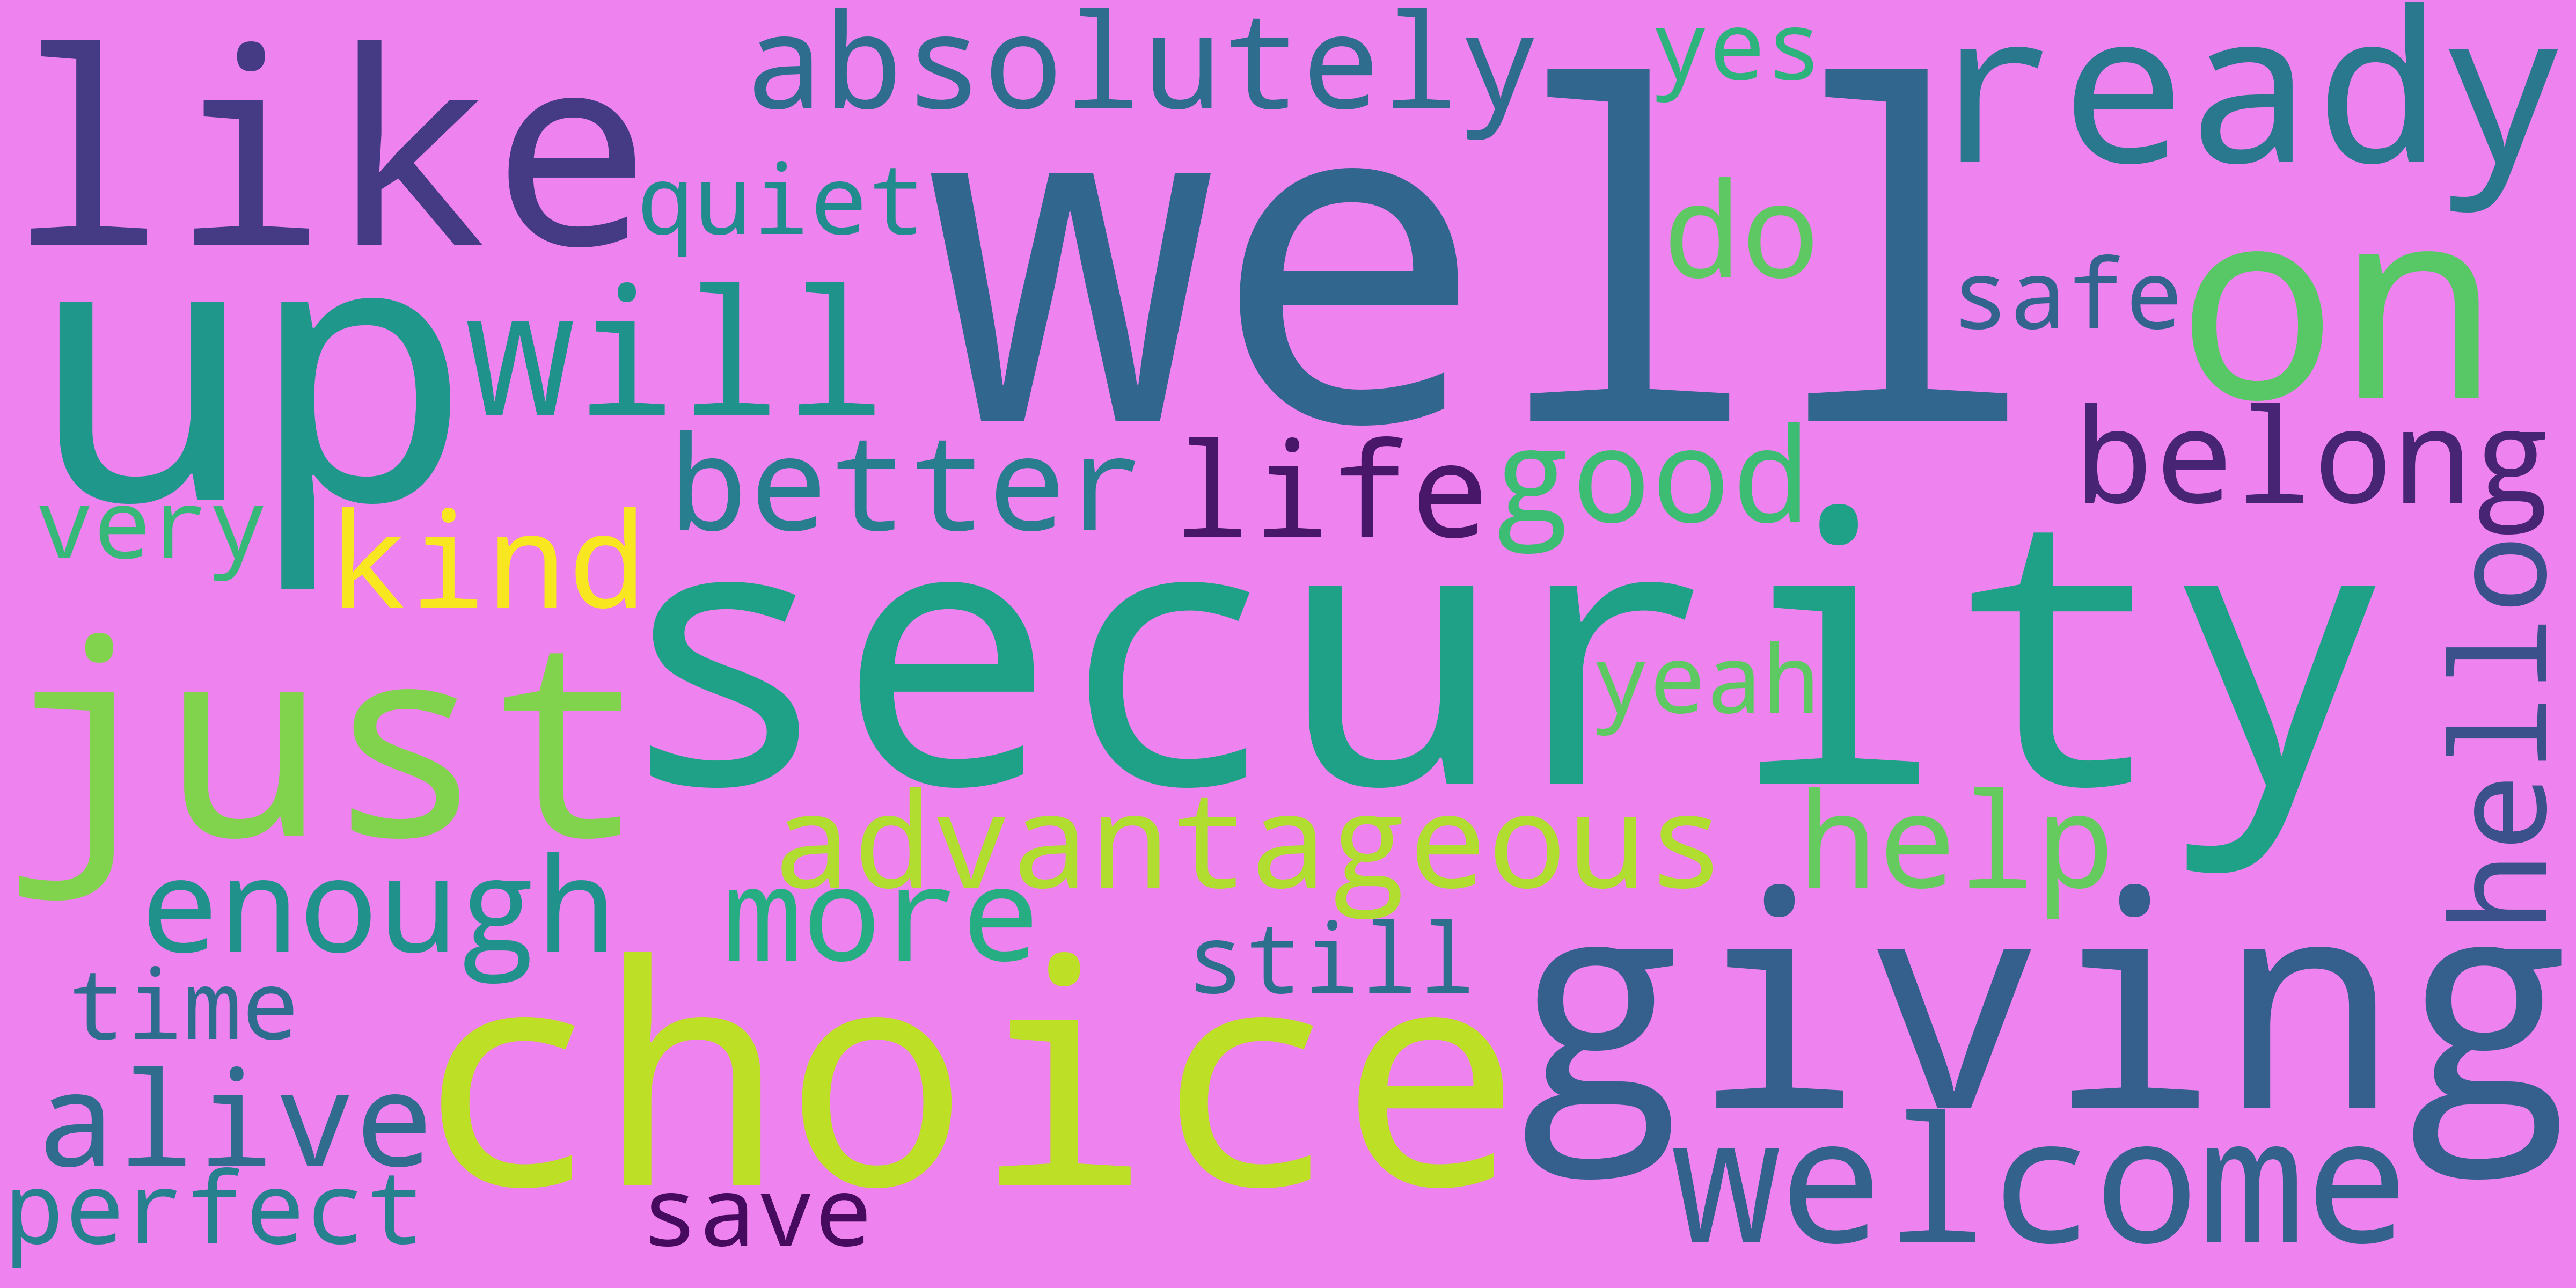 like
absolutely
yes
ready
quiet
well
do
up
will
safe
on
better
life
good
belong
very
kind
security
hello
just
yeah
advantageous
help
enough
more
still
giving
time
choice
alive
welcome
perfect
save